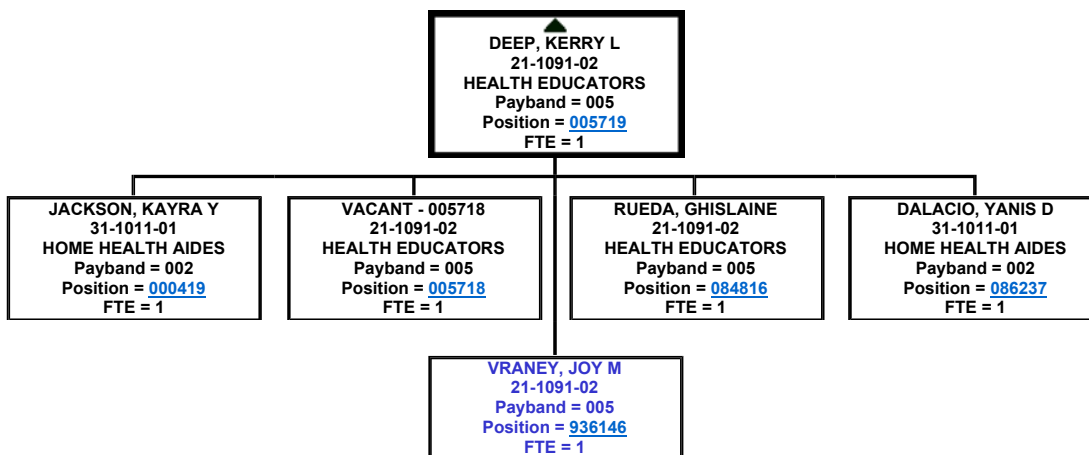 DEEP, KERRY L
21-1091-02
HEALTH EDUCATORS
Payband = 005
Position = 005719
FTE = 1
JACKSON, KAYRA Y
31-1011-01
HOME HEALTH AIDES
Payband = 002
Position = 000419
FTE = 1
VACANT - 005718
21-1091-02
HEALTH EDUCATORS
Payband = 005
Position = 005718
FTE = 1
RUEDA, GHISLAINE
21-1091-02
HEALTH EDUCATORS
Payband = 005
Position = 084816
FTE = 1
DALACIO, YANIS D
31-1011-01
HOME HEALTH AIDES
Payband = 002
Position = 086237
FTE = 1
VRANEY, JOY M
21-1091-02
Payband = 005
Position = 936146
FTE = 1